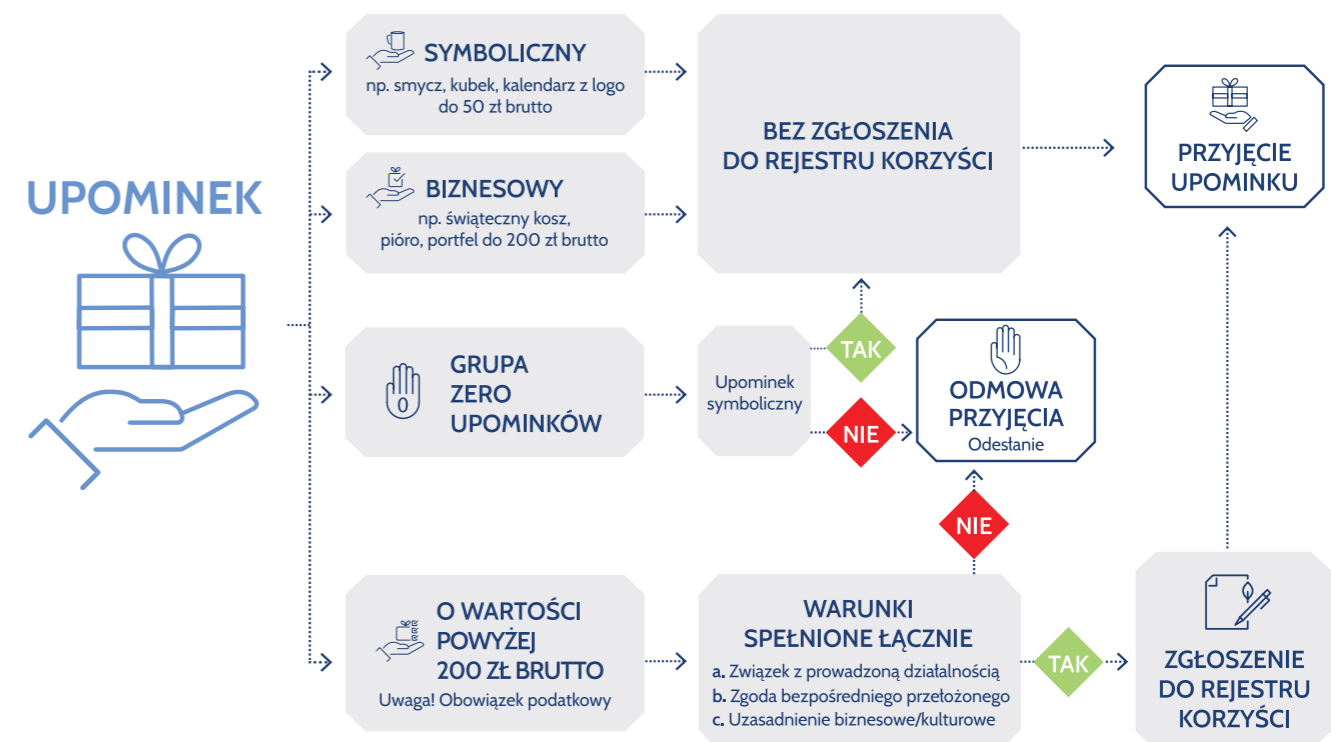 UPOMINEK
SYMBOLICZNY
np. smycz, kubek, kalendarz z logo
do 50 zł brutto
BIZNESOWY
np. świąteczny kosz,
pióro, portfel do 200 zł brutto
BEZ ZGŁOSZENIA
DO REJESTRU KORZYŚCI
PRZYJĘCIE
UPOMINKU
0
GRUPA
ZERO
UPOMINKÓW
Upominek
symboliczny
TAK
NIE
ODMOWA
PRZYJĘCIA
Odesłanie
NIE
O WARTOŚCI
POWYŻEJ
200 ZŁ BRUTTO
Uwaga! Obowiązek podatkowy
WARUNKI
SPEŁNIONE ŁĄCZNIE
a. Związek z prowadzoną działalnością
b. Zgoda bezpośredniego przełożonego
c. Uzasadnienie biznesowe/kulturowe
TAK
ZGŁOSZENIE
DO REJESTRU
KORZYŚCI